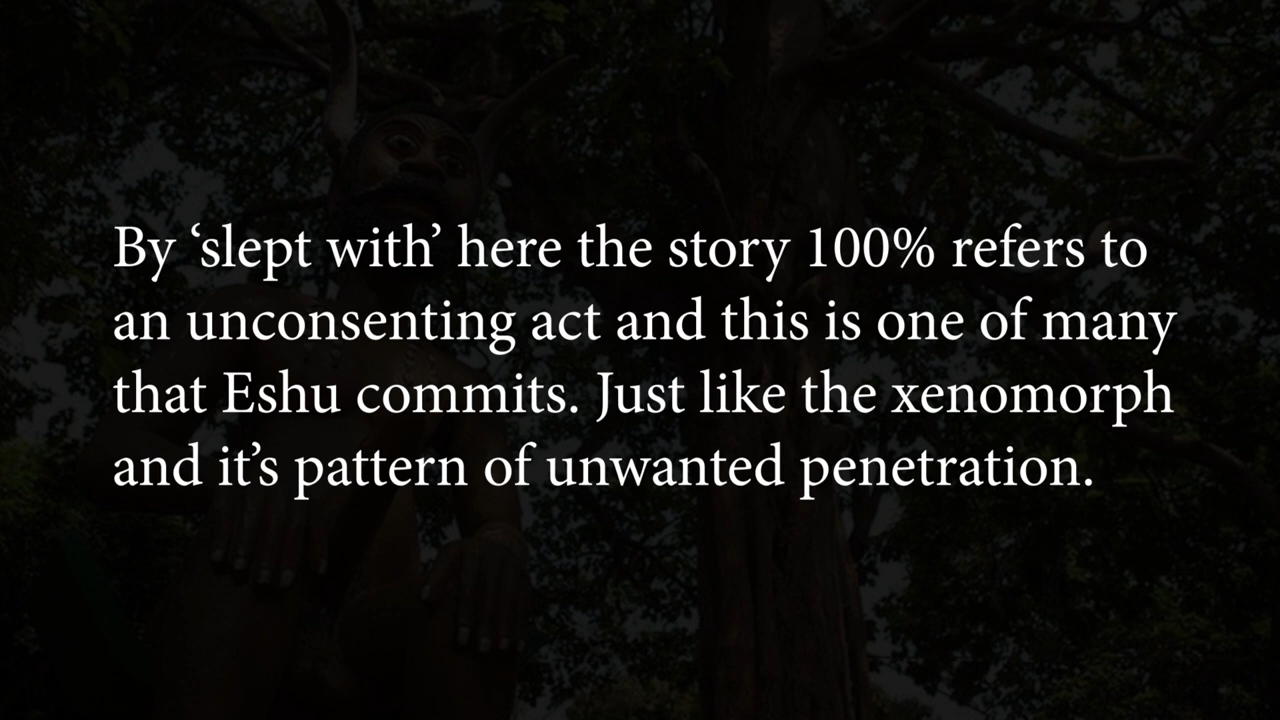 By ‘slept with’ here the story 100% refers to
an unconsenting act and this is one of many
that Eshu commits. Just like the xenomorph
and it’s pattern of unwanted penetration.